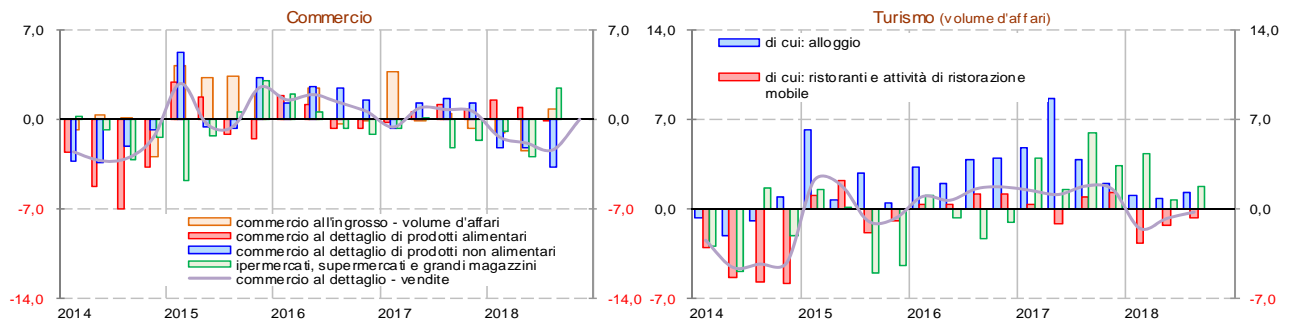 Commercio
7,0
0,0
-7,0
-14,0
7,0
0,0
-7,0
-14,0
commercio all'ingrosso - volume d'affari
commercio al dettaglio di prodotti alimentari
commercio al dettaglio di prodotti non alimentari
ipermercati, supermercati e grandi magazzini
commercio al dettaglio - vendite
2014 2015 2016 2017 2018
Turismo (volume d'affari)
14,0
7,0
0,0
-7,0
14,0
7,0
0,0
-7,0
di cui: alloggio
di cui: ristoranti e attività di ristorazione
mobile
2014 2015 2016 2017 2018